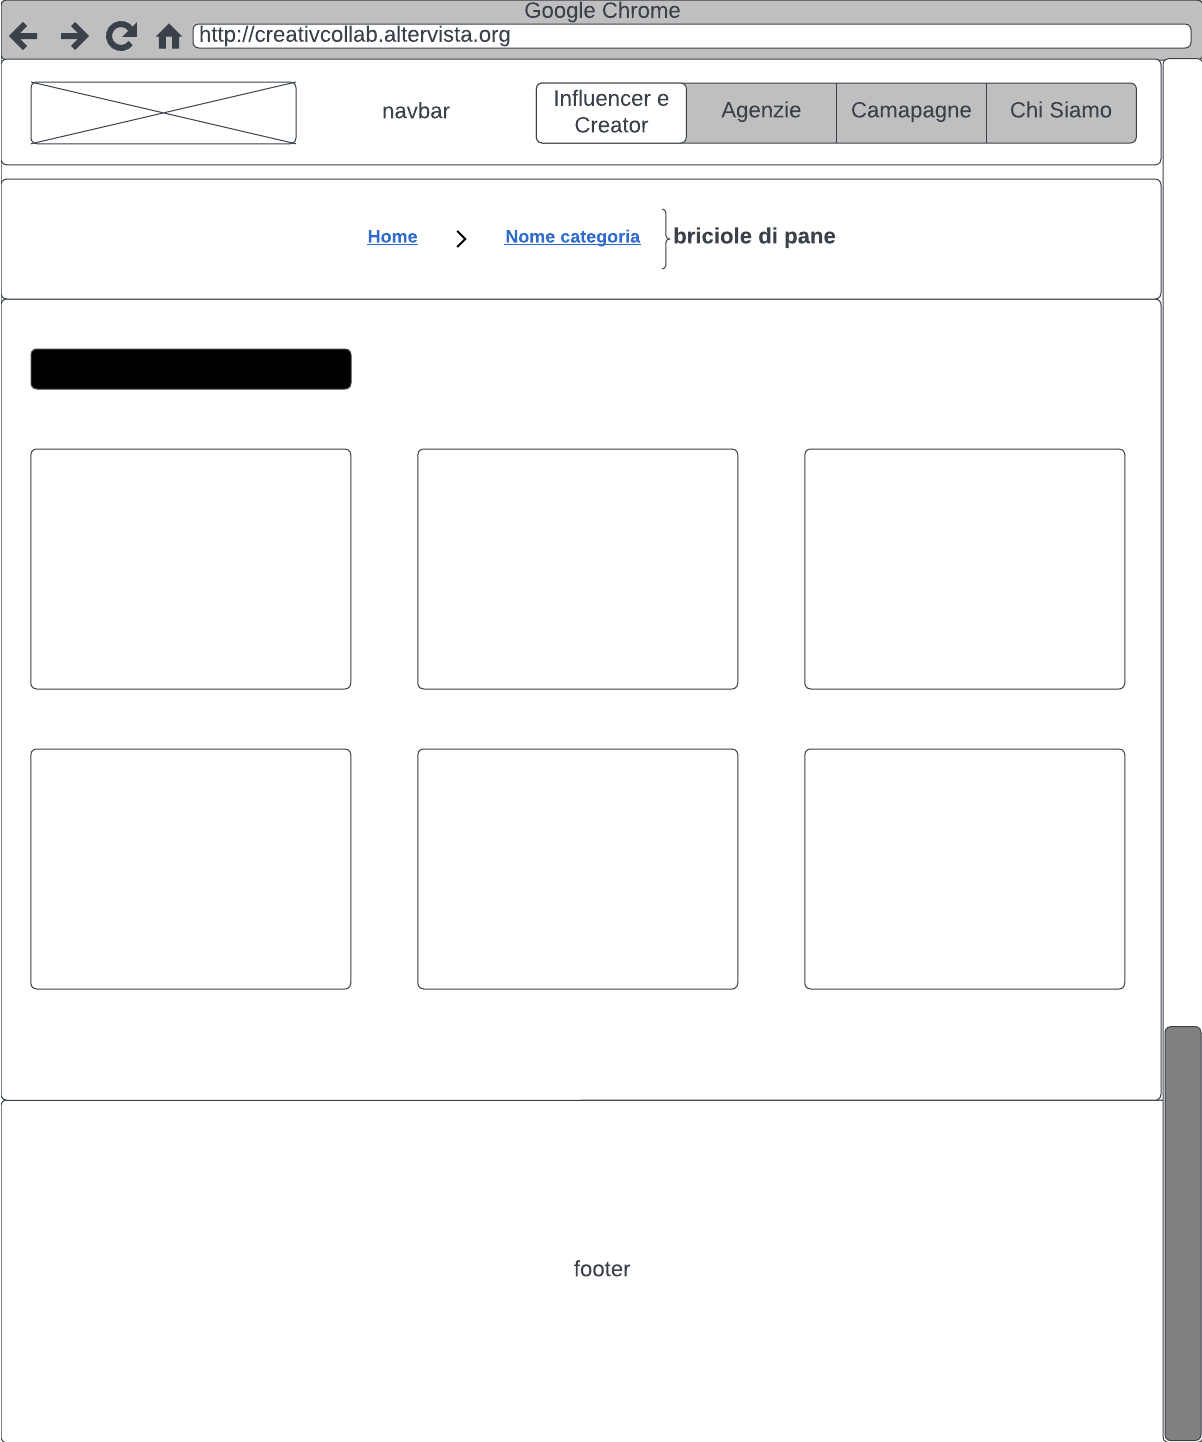 Google Chrome
http://creativcollab.altervista.org
navbar
Influencer e
Creator
Agenzie
Camapagne
Chi Siamo
Home
Nome categoria
briciole di pane
footer